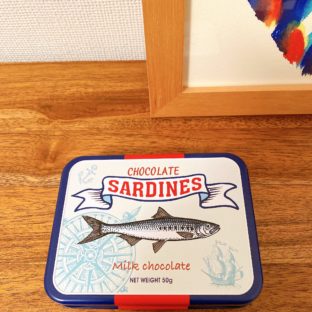 CHOCOLATE
SARDINES
Milk chocolate
NET WEIGHT 50g